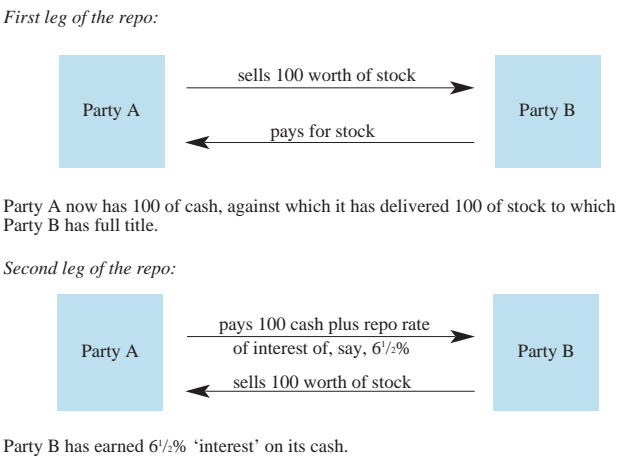 First leg of the repo:
sells 100 worth of stock
Party A
Party B
pays for stock
Party A now has 100 of cash, against which it has delivered 100 of stock to which
Party B has full title.
Second leg of the repo:
pays 100 cash plus repo rate
of interest of, say, 6¹/₂%
Party A
Party B
sells 100 worth of stock
Party B has earned 6¹/₂% ‘interest’ on its cash.